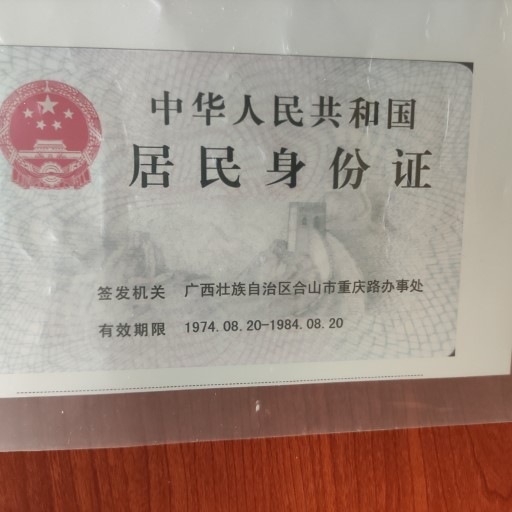 中华人民共和国
居民身份证
签发机关 广西壮族自治区合山市重庆路办事处
有效期限 1974.08.20-1984.08.20